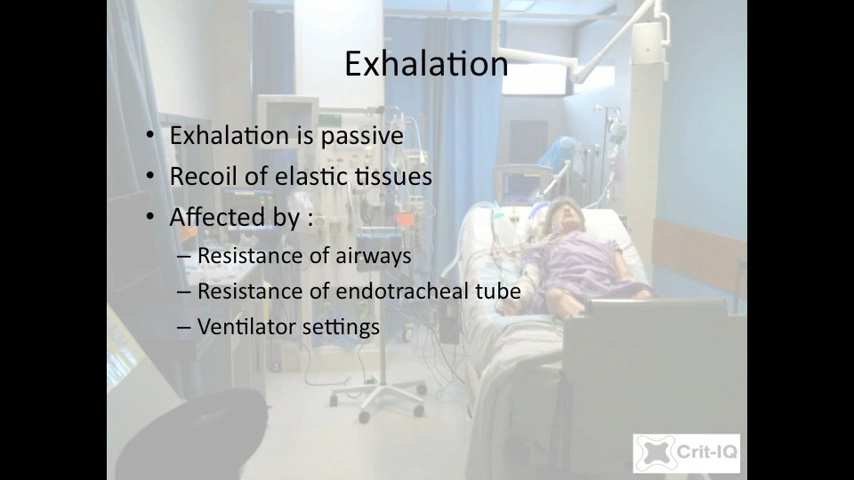 Exhalation
• Exhalation is passive
• Recoil of elastic tissues
• Affected by :
– Resistance of airways
– Resistance of endotracheal tube
– Ventilator settings
Crit-IQ